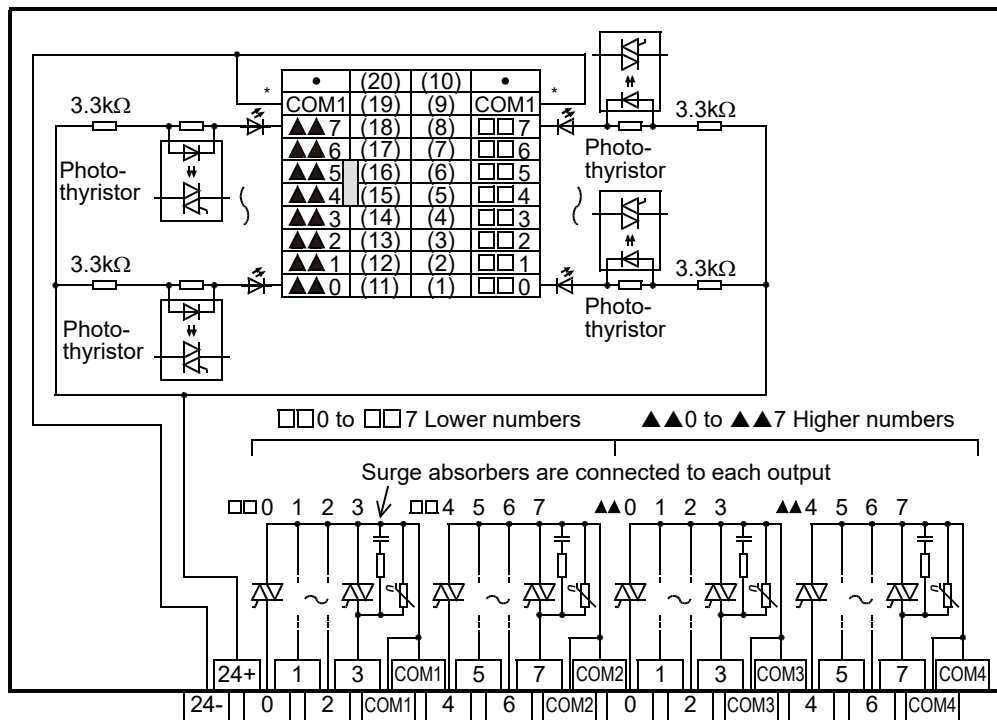 • (20) (10) •
* COM1 (19) (9) COM1 *
3.3kΩ ▲▲7 (18) (8) □□7 3.3kΩ
▲▲6 (17) (7) □□6
Photo-
thyristor
Photo-
thyristor
▲▲5 (16) (6) □□5
▲▲4 (15) (5) □□4
▲▲3 (14) (4) □□3
▲▲2 (13) (3) □□2
3.3kΩ ▲▲1 (12) (2) □□1 3.3kΩ
▲▲0 (11) (1) □□0
Photo-
thyristor
Photo-
thyristor
□□0 to □□7 Lower numbers ▲▲0 to ▲▲7 Higher numbers
Surge absorbers are connected to each output
□□0 1 2 3 □□4 5 6 7 ▲▲0 1 2 3 ▲▲4 5 6 7
24+ 1 3 COM1 5 7 COM2 1 3 COM3 5 7 COM4
24- 0 2 COM1 4 6 COM2 0 2 COM3 4 6 COM4